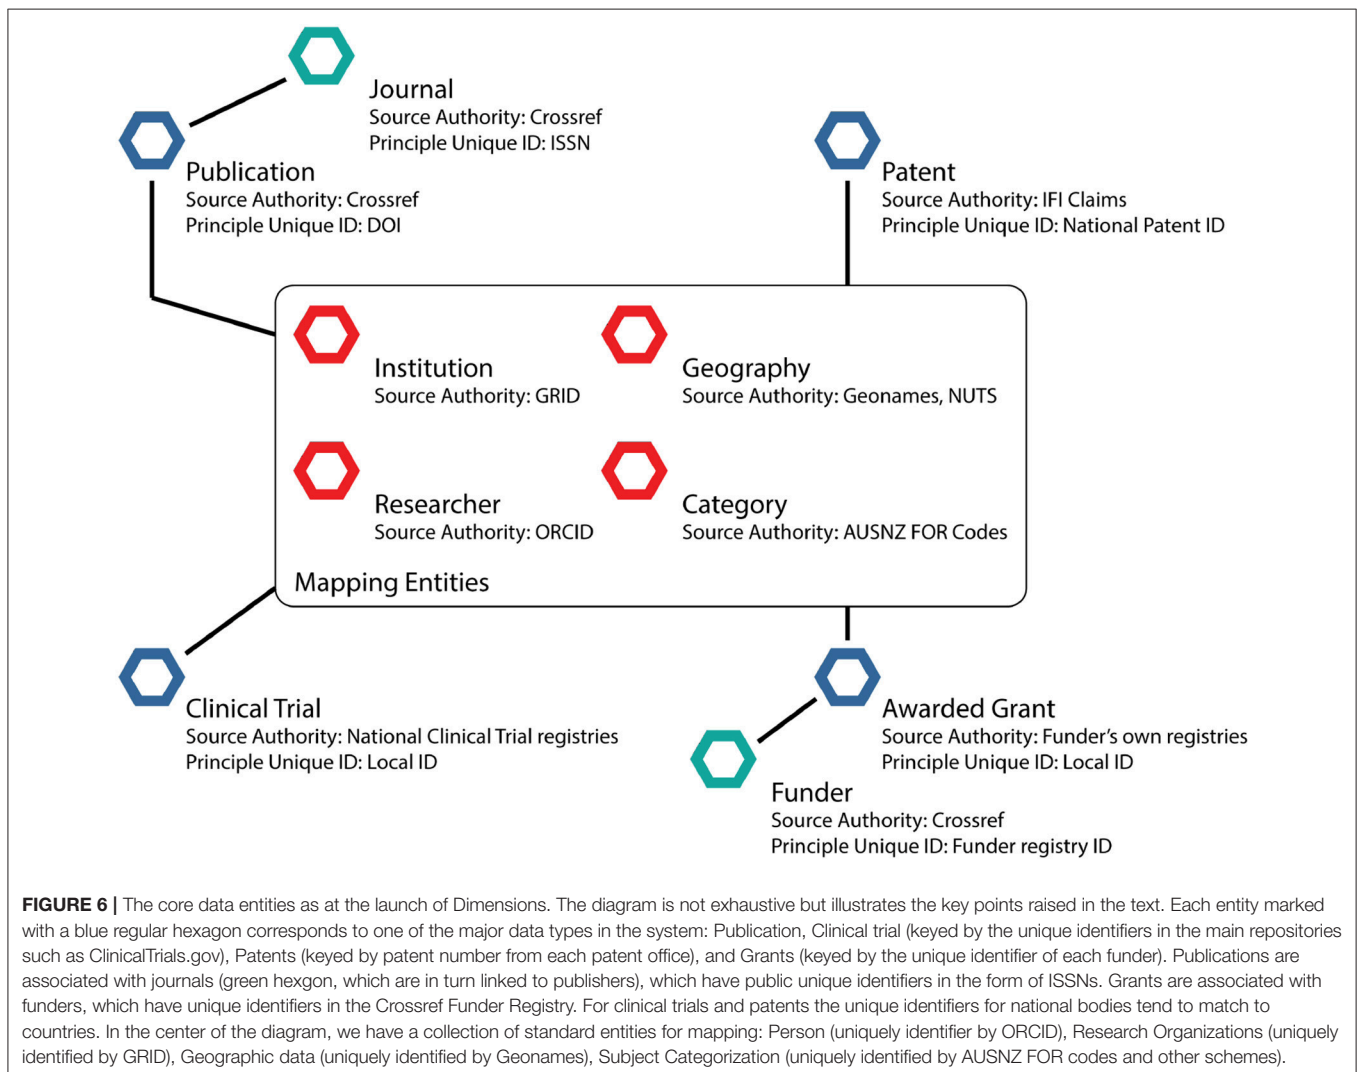 Journal
Source Authority: Crossref
Principle Unique ID: ISSN
Publication
Source Authority: Crossref
Principle Unique ID: DOI
Patent
Source Authority: IFI Claims
Principle Unique ID: National Patent ID
Institution
Source Authority: GRID
Geography
Source Authority: Geonames, NUTS
Researcher
Source Authority: ORCID
Category
Source Authority: AUSNZ FOR Codes
Mapping Entities
Clinical Trial
Source Authority: National Clinical Trial registries
Principle Unique ID: Local ID
Awarded Grant
Source Authority: Funder's own registries
Principle Unique ID: Local ID
Funder
Source Authority: Crossref
Principle Unique ID: Funder registry ID
FIGURE 6 | The core data entities as at the launch of Dimensions. The diagram is not exhaustive but illustrates the key points raised in the text. Each entity marked
with a blue regular hexagon corresponds to one of the major data types in the system: Publication, Clinical trial (keyed by the unique identifiers in the main repositories
such as ClinicalTrials.gov), Patents (keyed by patent number from each patent office), and Grants (keyed by the unique identifier of each funder). Publications are
associated with journals (green hexgon, which are in turn linked to publishers), which have public unique identifiers in the form of ISSNs. Grants are associated with
funders, which have unique identifiers in the Crossref Funder Registry. For clinical trials and patents the unique identifiers for national bodies tend to match to
countries. In the center of the diagram, we have a collection of standard entities for mapping: Person (uniquely identifier by ORCID), Research Organizations (uniquely
identified by GRID), Geographic data (uniquely identified by Geonames), Subject Categorization (uniquely identified by AUSNZ FOR codes and other schemes).